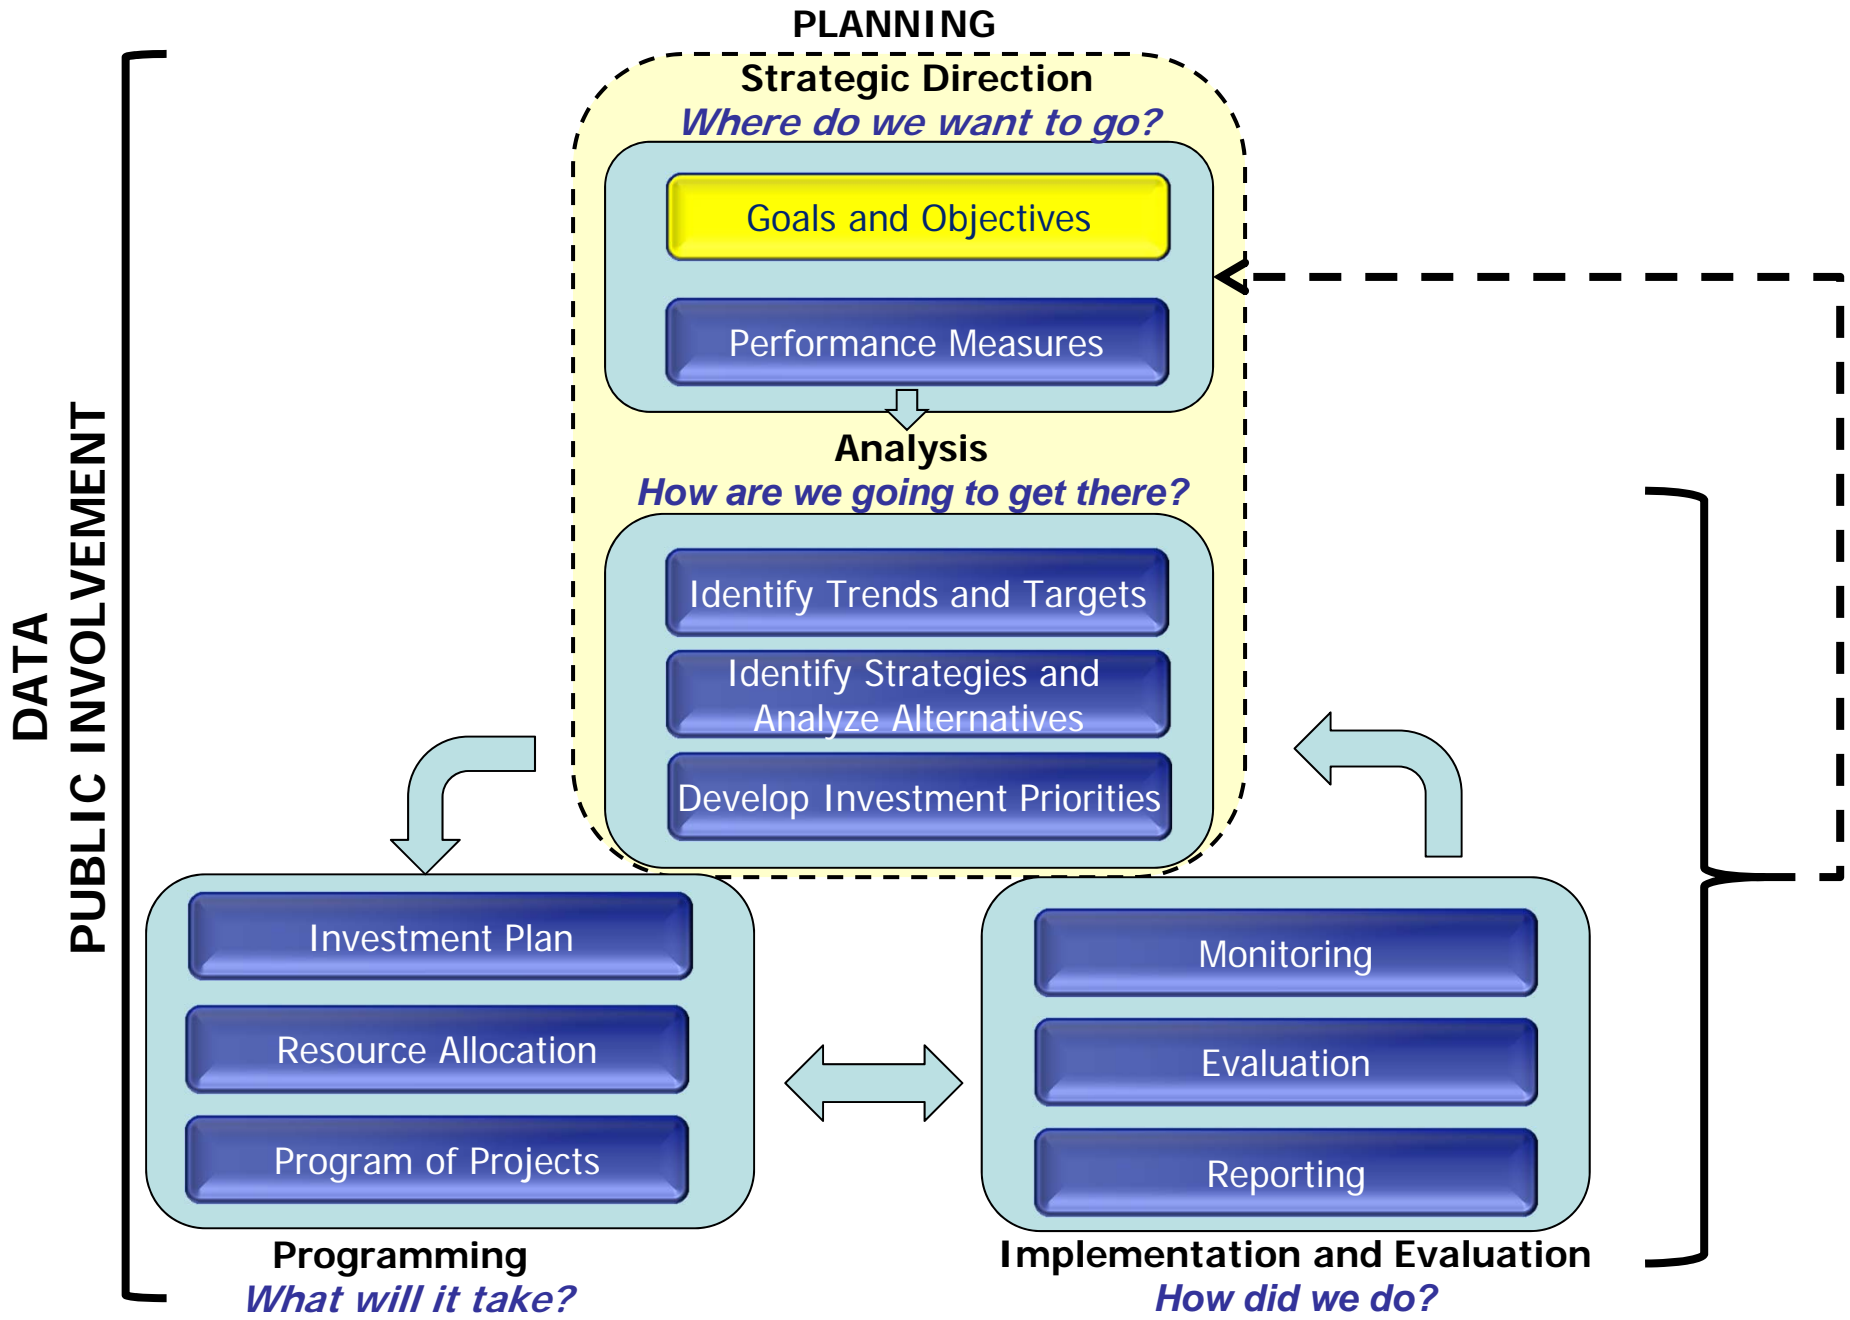 PLANNING
Strategic Direction
Where do we want to go?
Goals and Objectives
Performance Measures
Analysis
How are we going to get there?
Identify Trends and Targets
Identify Strategies and
Analyze Alternatives
Develop Investment Priorities
DATA
PUBLIC INVOLVEMENT
Investment Plan
Resource Allocation
Program of Projects
Programming
What will it take?
Monitoring
Evaluation
Reporting
Implementation and Evaluation
How did we do?